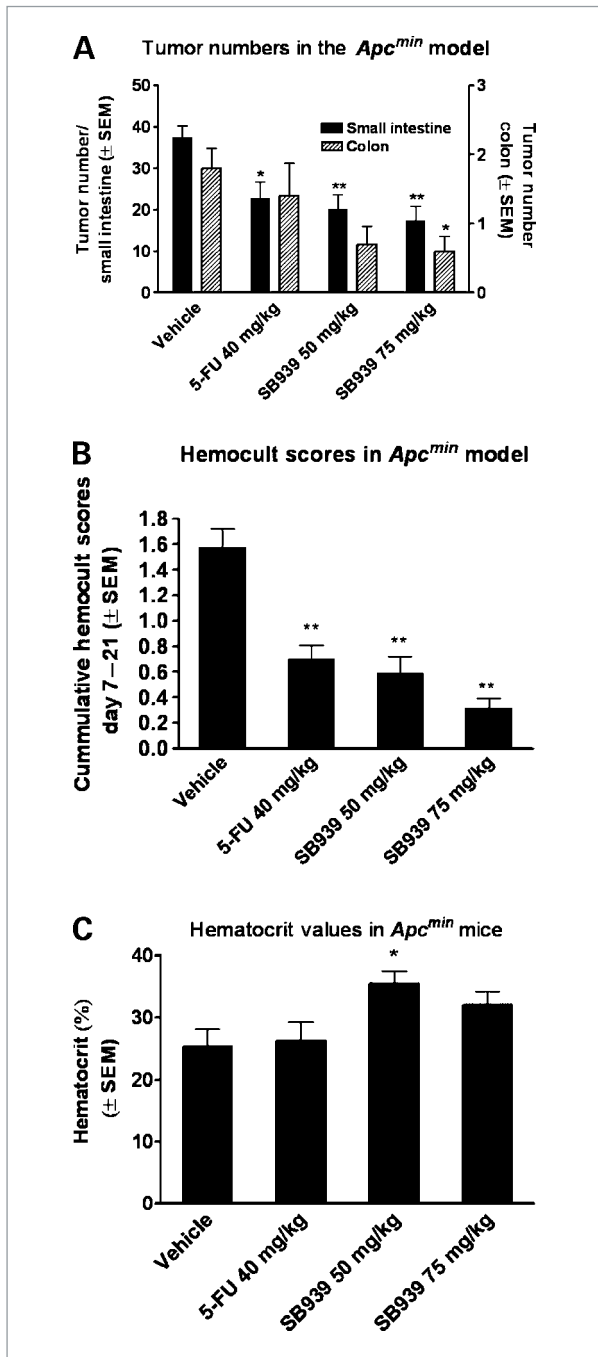 A
Tumor numbers in the Apcmin model
Tumor number/
small intestine (± SEM)
50
40
30
20
10
0
Small intestine
Colon
*
**
**
*
3
2
1
0
Tumor number
colon (± SEM)
Vehicle
5-FU 40 mg/kg
SB939 50 mg/kg
SB939 75 mg/kg
B
Hemocult scores in Apcmin model
Cummulative hemocult scores
day 7–21 (± SEM)
1.8
1.6
1.4
1.2
1.0
0.8
0.6
0.4
0.2
0.0
**
**
**
Vehicle
5-FU 40 mg/kg
SB939 50 mg/kg
SB939 75 mg/kg
C
Hematocrit values in Apcmin mice
Hematocrit (%)
(± SEM)
40
30
20
10
0
*
Vehicle
5-FU 40 mg/kg
SB939 50 mg/kg
SB939 75 mg/kg